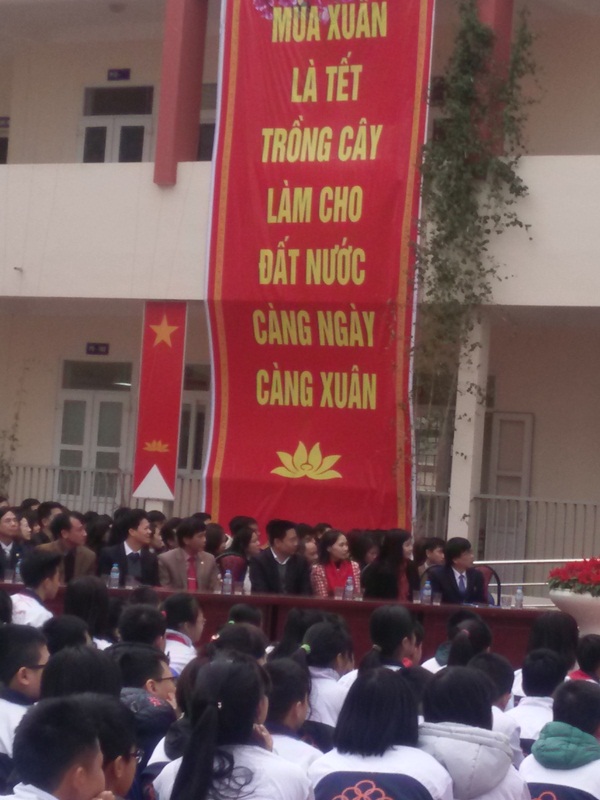 MÙA XUÂN
LÀ TẾT
TRỒNG CÂY
LÀM CHO
ĐẤT NƯỚC
CÀNG NGÀY
CÀNG XUÂN